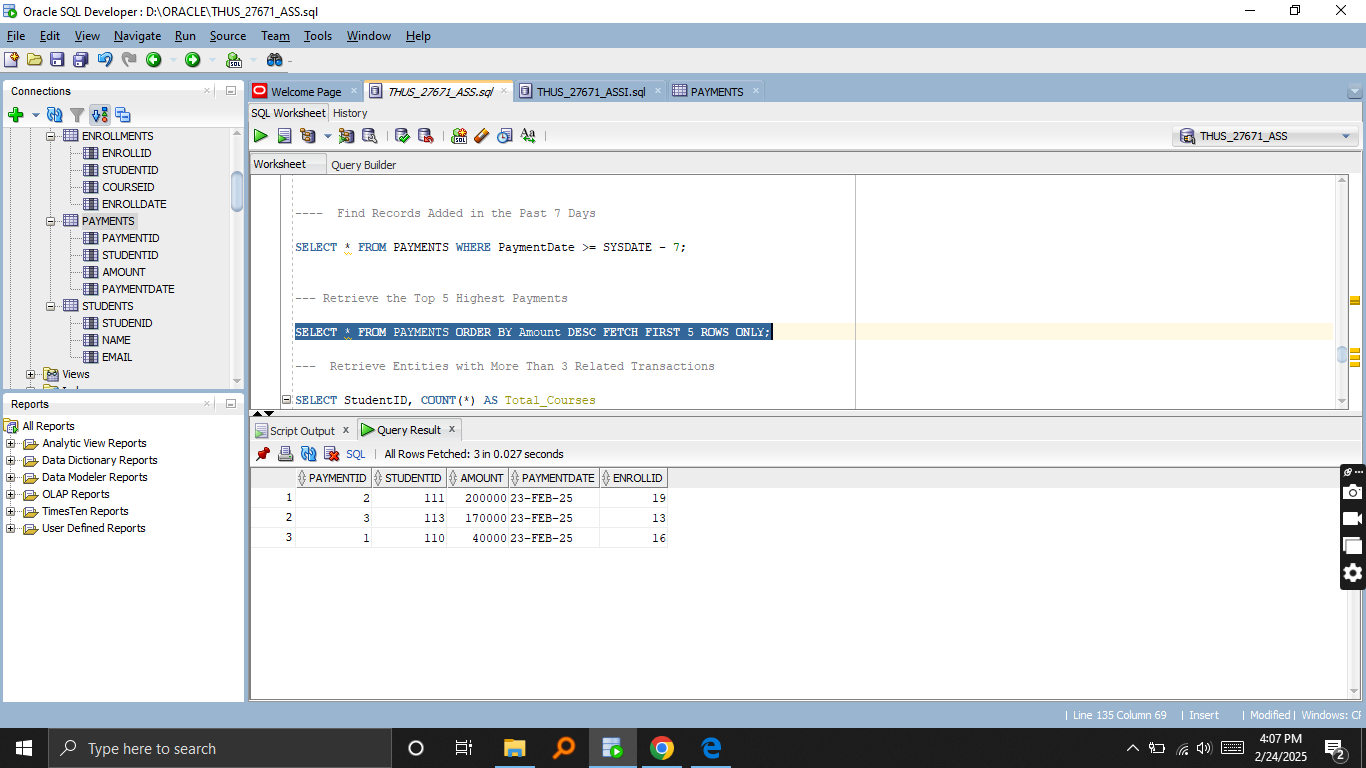 Oracle SQL Developer : D:\ORACLE\THUS_27671_ASS.sql
File Edit View Navigate Run Source Team Tools Window Help
Connections
ENROLLMENTS
ENROLLID
STUDENTID
COURSEID
ENROLLDATE
PAYMENTS
PAYMENTID
STUDENTID
AMOUNT
PAYMENTDATE
STUDENTS
STUDENID
NAME
EMAIL
Views
Reports
All Reports
Analytic View Reports
Data Dictionary Reports
Data Modeler Reports
OLAP Reports
TimesTen Reports
User Defined Reports
Welcome Page THUS_27671_ASS.sql THUS_27671_ASSI.sql PAYMENTS
SQL Worksheet History
THUS_27671_ASS
Worksheet Query Builder
---- Find Records Added in the Past 7 Days
SELECT * FROM PAYMENTS WHERE PaymentDate >= SYSDATE - 7;
--- Retrieve the Top 5 Highest Payments
SELECT * FROM PAYMENTS ORDER BY Amount DESC FETCH FIRST 5 ROWS ONLY;
--- Retrieve Entities with More Than 3 Related Transactions
SELECT StudentID, COUNT(*) AS Total_Courses
Script Output x Query Result x
SQL | All Rows Fetched: 3 in 0.027 seconds
PAYMENTID STUDENTID AMOUNT PAYMENTDATE ENROLLID
1 2 111 200000 23-FEB-25 19
2 3 113 170000 23-FEB-25 13
3 1 110 40000 23-FEB-25 16
| Line 135 Column 69 | Insert | Modified | Windows: CF
Type here to search
4:07 PM
2/24/2025
2